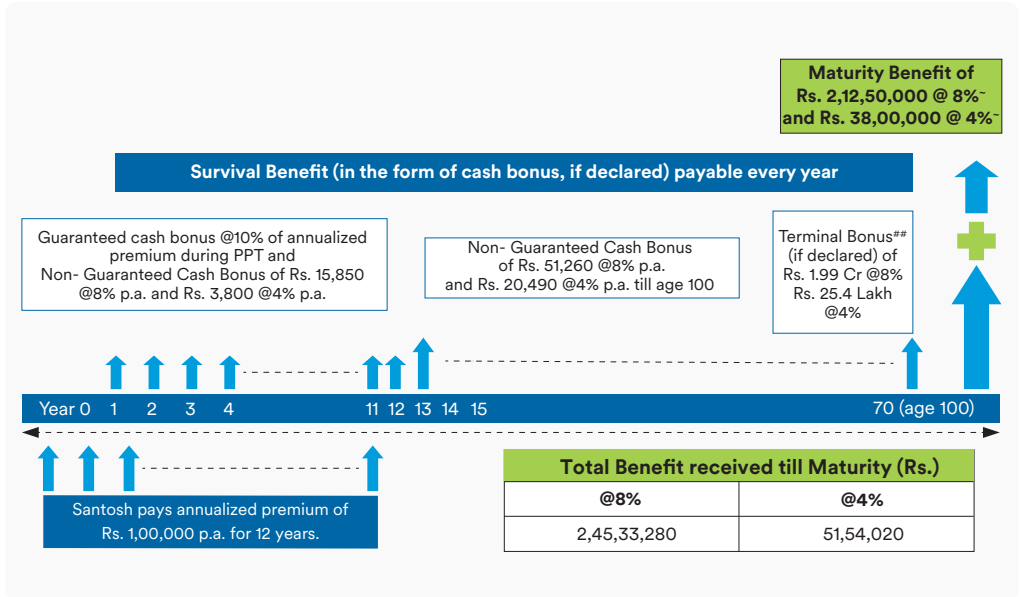 Maturity Benefit of
Rs. 2,12,50,000 @ 8%~
and Rs. 38,00,000 @ 4%~
Survival Benefit (in the form of cash bonus, if declared) payable every year
Guaranteed cash bonus @10% of annualized
premium during PPT and
Non- Guaranteed Cash Bonus of Rs. 15,850
@8% p.a. and Rs. 3,800 @4% p.a.
Non- Guaranteed Cash Bonus
of Rs. 51,260 @8% p.a.
and Rs. 20,490 @4% p.a. till age 100
Terminal Bonus##
(if declared) of
Rs. 1.99 Cr @8%
Rs. 25.4 Lakh
@4%
Year 0 1 2 3 4 11 12 13 14 15 70 (age 100)
Santosh pays annualized premium of
Rs. 1,00,000 p.a. for 12 years.
Total Benefit received till Maturity (Rs.)
@8% @4%
2,45,33,280 51,54,020